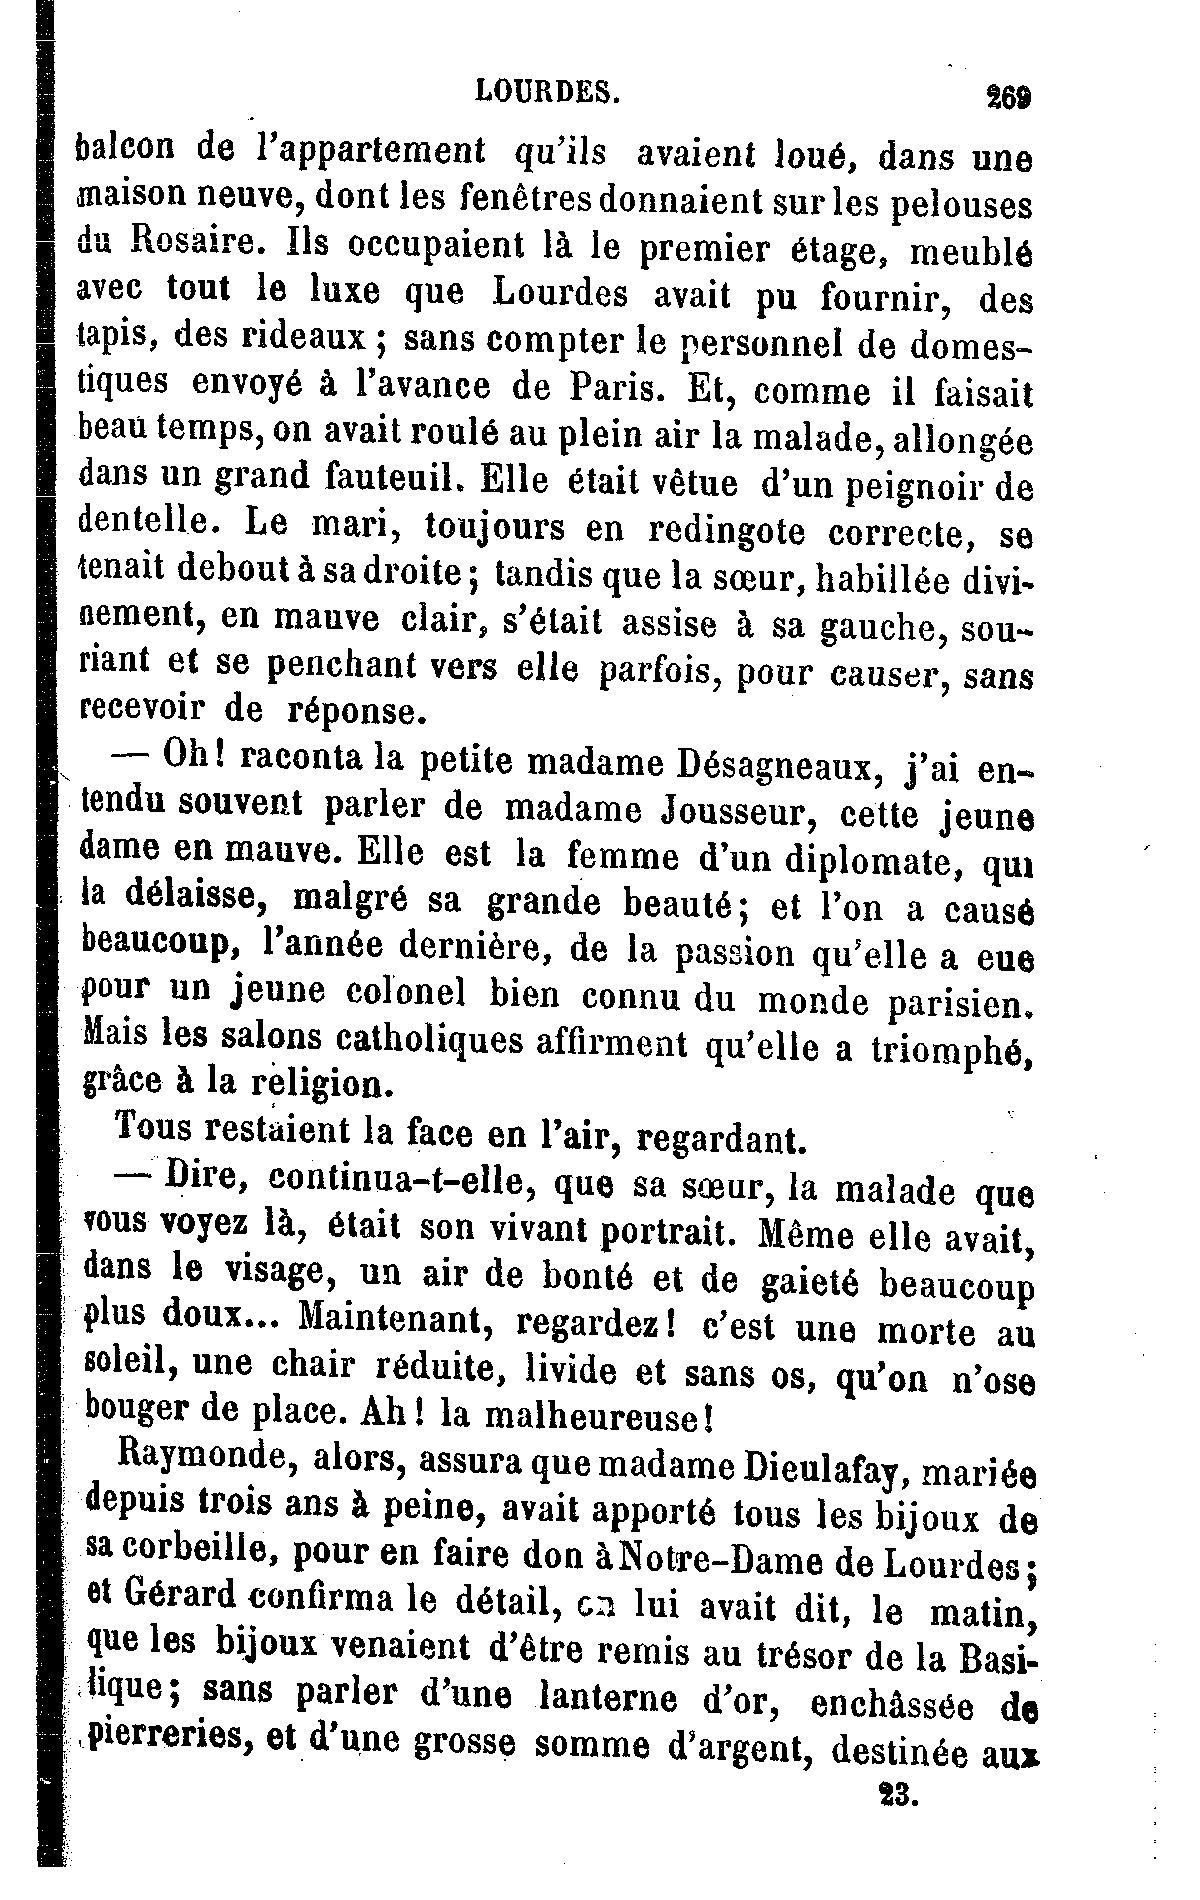 LOURDES. 269
balcon de l'appartement qu'ils avaient loué, dans une
maison neuve, dont les fenêtres donnaient sur les pelouses
du Rosaire. Ils occupaient là le premier étage, meublé
avec tout le luxe que Lourdes avait pu fournir, des
tapis, des rideaux ; sans compter le personnel de domes-
tiques envoyé à l'avance de Paris. Et, comme il faisait
beau temps, on avait roulé au plein air la malade, allongée
dans un grand fauteuil. Elle était vêtue d'un peignoir de
dentelle. Le mari, toujours en redingote correcte, se
tenait debout à sa droite ; tandis que la sœur, habillée divi-
nement, en mauve clair, s'était assise à sa gauche, sou-
riant et se penchant vers elle parfois, pour causer, sans
recevoir de réponse.
— Oh ! raconta la petite madame Désagneaux, j'ai en-
tendu souvent parler de madame Jousseur, cette jeune
dame en mauve. Elle est la femme d'un diplomate, qui
la délaisse, malgré sa grande beauté ; et l'on a causé
beaucoup, l'année dernière, de la passion qu'elle a eue
pour un jeune colonel bien connu du monde parisien.
Mais les salons catholiques affirment qu'elle a triomphé,
grâce à la religion.
Tous restaient la face en l'air, regardant.
— Dire, continua-t-elle, que sa sœur, la malade que
vous voyez là, était son vivant portrait. Même elle avait,
dans le visage, un air de bonté et de gaieté beaucoup
plus doux... Maintenant, regardez ! c'est une morte au
soleil, une chair réduite, livide et sans os, qu'on n'ose
bouger de place. Ah ! la malheureuse !
Raymonde, alors, assura que madame Dieulafay, mariée
depuis trois ans à peine, avait apporté tous les bijoux de
sa corbeille, pour en faire don à Notre-Dame de Lourdes ;
et Gérard confirma le détail, on lui avait dit, le matin,
que les bijoux venaient d'être remis au trésor de la Basi-
lique ; sans parler d'une lanterne d'or, enchâssée de
pierreries, et d'une grosse somme d'argent, destinée aux
23.